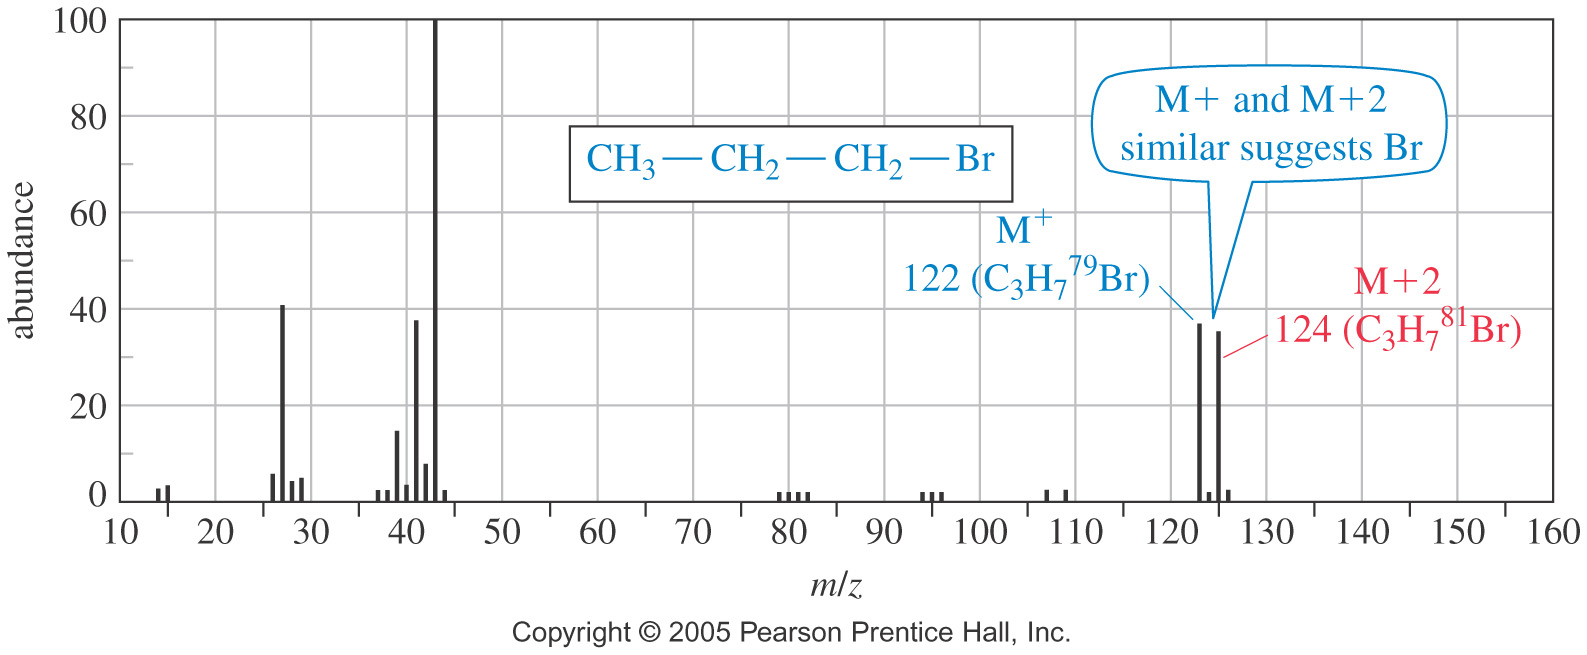 100
80
60
40
20
0
abundance
CH₃—CH₂—CH₂—Br
M+ and M+2
similar suggests Br
M⁺
122 (C₃H₇⁷⁹Br)
M+2
124 (C₃H₇⁸¹Br)
10 20 30 40 50 60 70 80 90 100 110 120 130 140 150 160
m/z
Copyright © 2005 Pearson Prentice Hall, Inc.